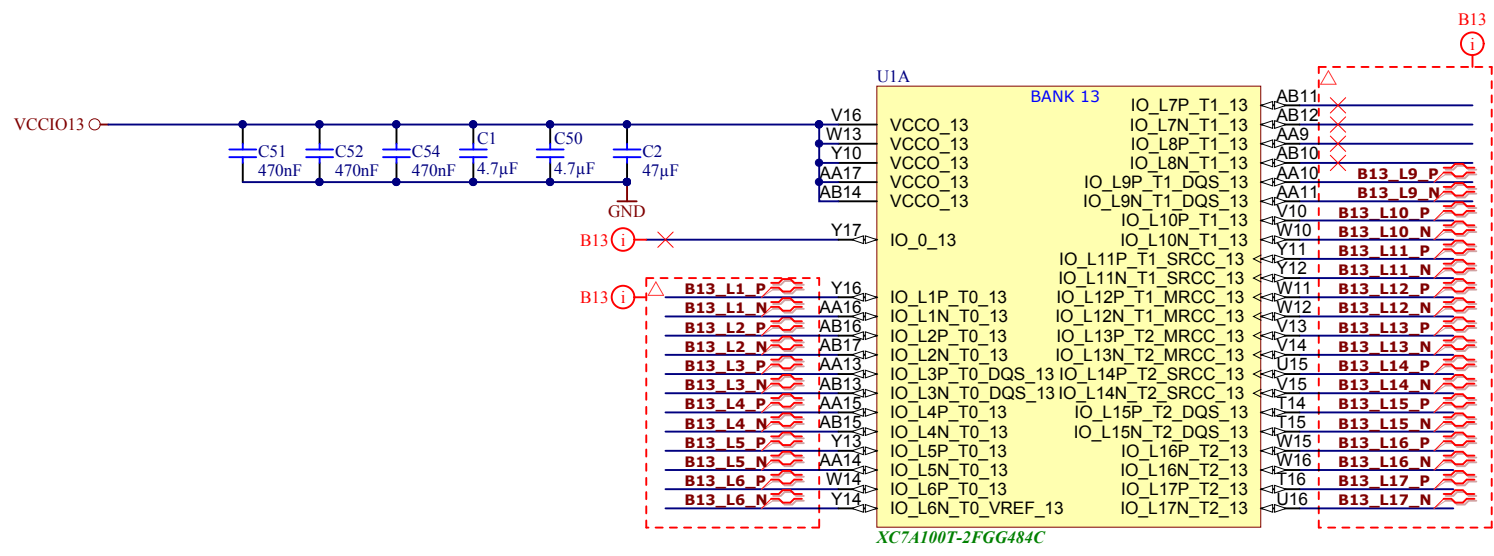 B13
i
U1A
BANK 13
VCCIO13
C51
470nF
C52
470nF
C54
470nF
C1
4.7µF
C50
4.7µF
C2
47µF
GND
V16 VCCO_13
W13 VCCO_13
Y10 VCCO_13
AA17 VCCO_13
AB14 VCCO_13
B13 i Y17 IO_0_13
B13 i
B13_L1_P Y16 IO_L1P_T0_13
B13_L1_N AA16 IO_L1N_T0_13
B13_L2_P AB16 IO_L2P_T0_13
B13_L2_N AB17 IO_L2N_T0_13
B13_L3_P AA13 IO_L3P_T0_DQS_13
B13_L3_N AB13 IO_L3N_T0_DQS_13
B13_L4_P AA15 IO_L4P_T0_13
B13_L4_N AB15 IO_L4N_T0_13
B13_L5_P Y13 IO_L5P_T0_13
B13_L5_N AA14 IO_L5N_T0_13
B13_L6_P W14 IO_L6P_T0_13
B13_L6_N Y14 IO_L6N_T0_VREF_13
IO_L7P_T1_13 AB11
IO_L7N_T1_13 AB12
IO_L8P_T1_13 AA9
IO_L8N_T1_13 AB10
IO_L9P_T1_DQS_13 AA10 B13_L9_P
IO_L9N_T1_DQS_13 AA11 B13_L9_N
IO_L10P_T1_13 V10 B13_L10_P
IO_L10N_T1_13 W10 B13_L10_N
IO_L11P_T1_SRCC_13 Y11 B13_L11_P
IO_L11N_T1_SRCC_13 Y12 B13_L11_N
IO_L12P_T1_MRCC_13 W11 B13_L12_P
IO_L12N_T1_MRCC_13 W12 B13_L12_N
IO_L13P_T2_MRCC_13 V13 B13_L13_P
IO_L13N_T2_MRCC_13 V14 B13_L13_N
IO_L14P_T2_SRCC_13 U15 B13_L14_P
IO_L14N_T2_SRCC_13 V15 B13_L14_N
IO_L15P_T2_DQS_13 T14 B13_L15_P
IO_L15N_T2_DQS_13 T15 B13_L15_N
IO_L16P_T2_13 W15 B13_L16_P
IO_L16N_T2_13 W16 B13_L16_N
IO_L17P_T2_13 T16 B13_L17_P
IO_L17N_T2_13 U16 B13_L17_N
XC7A100T-2FGG484C